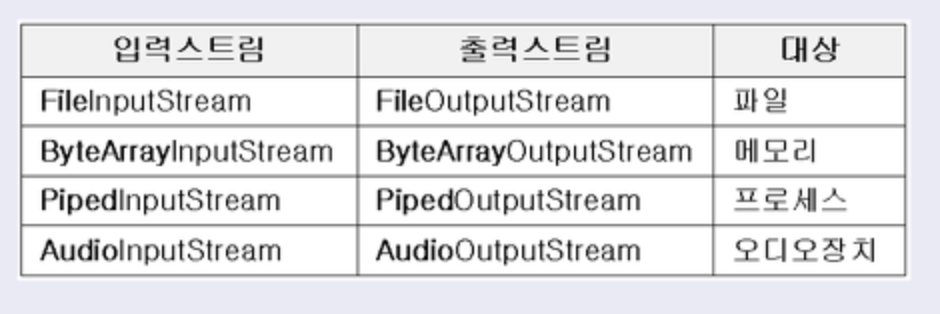 입력스트림 출력스트림 대상
FileInputStream FileOutputStream 파일
ByteArrayInputStream ByteArrayOutputStream 메모리
PipedInputStream PipedOutputStream 프로세스
AudioInputStream AudioOutputStream 오디오장치